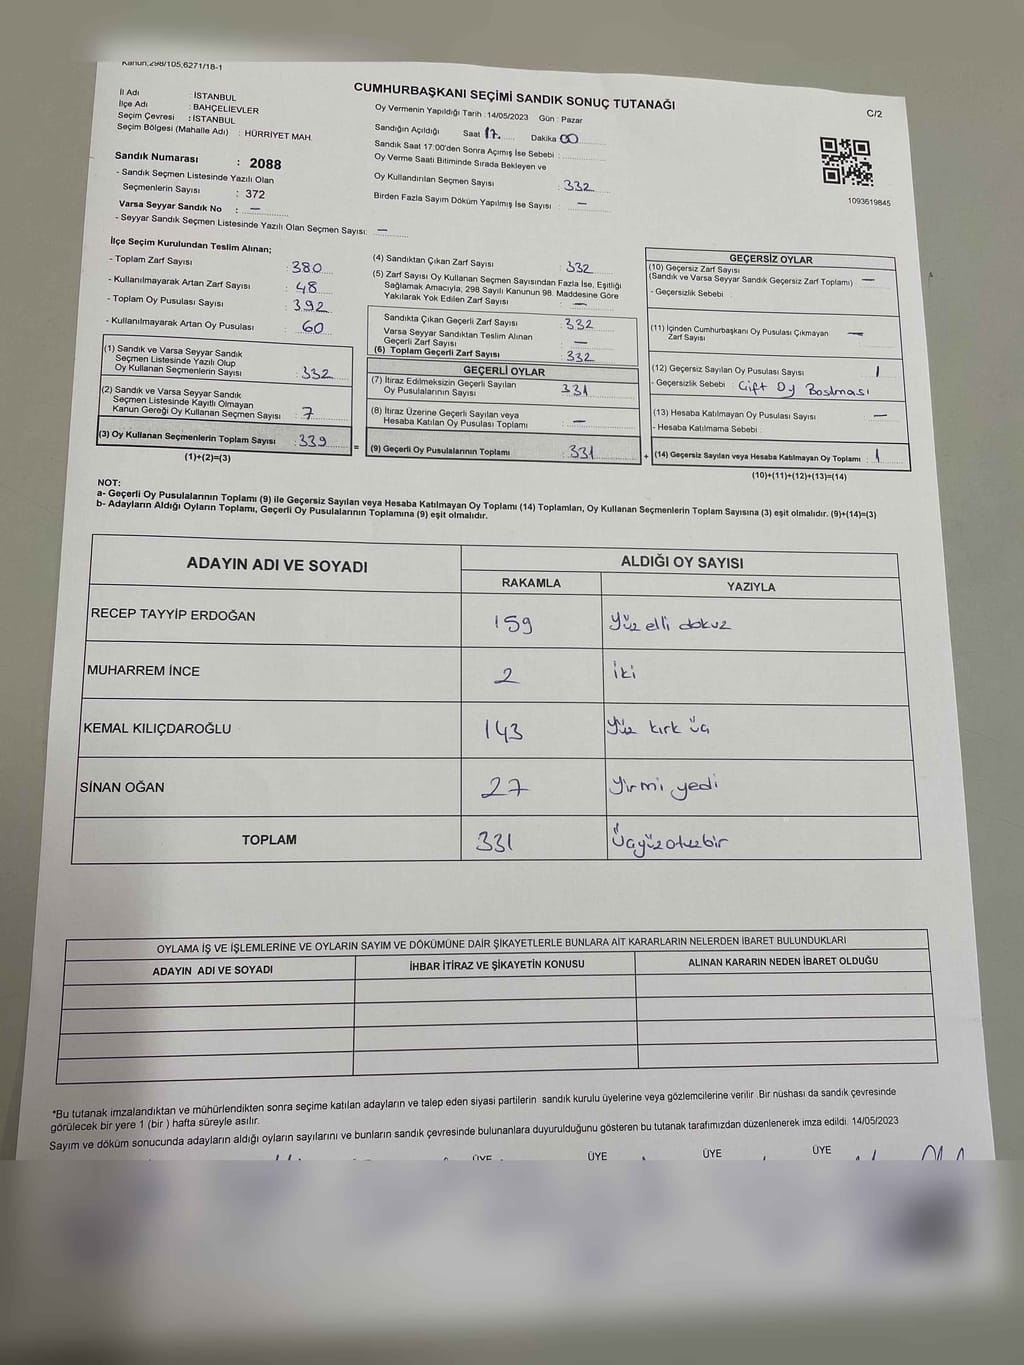 Kanun,298/105,6271/18-1
CUMHURBAŞKANI SEÇİMİ SANDIK SONUÇ TUTANAĞI
C/2
İl Adı : İSTANBUL
İlçe Adı : BAHÇELİEVLER
Seçim Çevresi : İSTANBUL
Seçim Bölgesi (Mahalle Adı) : HÜRRİYET MAH.
Oy Vermenin Yapıldığı Tarih : 14/05/2023 Gün : Pazar
Sandığın Açıldığı Saat 17 Dakika 00
Sandık Saat 17:00'den Sonra Açımış İse Sebebi :
Oy Verme Saati Bitiminde Sırada Bekleyen ve
Oy Kullandırılan Seçmen Sayısı : 332
Birden Fazla Sayım Döküm Yapılmış İse Sayısı : —
1093619845
Sandık Numarası : 2088
- Sandık Seçmen Listesinde Yazılı Olan
Seçmenlerin Sayısı : 372
Varsa Seyyar Sandık No : —
- Seyyar Sandık Seçmen Listesinde Yazılı Olan Seçmen Sayısı: —
İlçe Seçim Kurulundan Teslim Alınan;
- Toplam Zarf Sayısı : 380
- Kullanılmayarak Artan Zarf Sayısı : 48
- Toplam Oy Pusulası Sayısı : 392
- Kullanılmayarak Artan Oy Pusulası : 60
(1) Sandık ve Varsa Seyyar Sandık
Seçmen Listesinde Yazılı Olup
Oy Kullanan Seçmenlerin Sayısı : 332
(2) Sandık ve Varsa Seyyar Sandık
Seçmen Listesinde Kayıtlı Olmayan
Kanun Gereği Oy Kullanan Seçmen Sayısı : 7
(3) Oy Kullanan Seçmenlerin Toplam Sayısı : 339
(1)+(2)=(3)
(4) Sandıktan Çıkan Zarf Sayısı : 332
(5) Zarf Sayısı Oy Kullanan Seçmen Sayısından Fazla İse, Eşitliği
Sağlamak Amacıyla, 298 Sayılı Kanunun 98. Maddesine Göre
Yakılarak Yok Edilen Zarf Sayısı : —
Sandıkta Çıkan Geçerli Zarf Sayısı : 332
Varsa Seyyar Sandıktan Teslim Alınan
Geçerli Zarf Sayısı : —
(6) Toplam Geçerli Zarf Sayısı : 332
GEÇERLİ OYLAR
(7) İtiraz Edilmeksizin Geçerli Sayılan
Oy Pusulalarının Sayısı : 331
(8) İtiraz Üzerine Geçerli Sayılan veya
Hesaba Katılan Oy Pusulası Toplamı : —
= (9) Geçerli Oy Pusulalarının Toplamı : 331
GEÇERSİZ OYLAR
(10) Geçersiz Zarf Sayısı
(Sandık ve Varsa Seyyar Sandık Geçersiz Zarf Toplamı) : —
- Geçersizlik Sebebi :
(11) İçinden Cumhurbaşkanı Oy Pusulası Çıkmayan
Zarf Sayısı : —
(12) Geçersiz Sayılan Oy Pusulası Sayısı : 1
- Geçersizlik Sebebi : Çift Oy Basılması
(13) Hesaba Katılmayan Oy Pusulası Sayısı : —
- Hesaba Katılmama Sebebi :
+ (14) Geçersiz Sayılan veya Hesaba Katılmayan Oy Toplamı : 1
(10)+(11)+(12)+(13)=(14)
NOT:
a- Geçerli Oy Pusulalarının Toplamı (9) ile Geçersiz Sayılan veya Hesaba Katılmayan Oy Toplamı (14) Toplamları, Oy Kullanan Seçmenlerin Toplam Sayısına (3) eşit olmalıdır. (9)+(14)=(3)
b- Adayların Aldığı Oyların Toplamı, Geçerli Oy Pusulalarının Toplamına (9) eşit olmalıdır.
ADAYIN ADI VE SOYADI ALDIĞI OY SAYISI
RAKAMLA YAZIYLA
RECEP TAYYİP ERDOĞAN 159 Yüz elli dokuz
MUHARREM İNCE 2 iki
KEMAL KILIÇDAROĞLU 143 Yüz kırk üç
SİNAN OĞAN 27 Yirmi yedi
TOPLAM 331 Üçyüzotuzbir
OYLAMA İŞ VE İŞLEMLERİNE VE OYLARIN SAYIM VE DÖKÜMÜNE DAİR ŞİKAYETLERLE BUNLARA AİT KARARLARIN NELERDEN İBARET BULUNDUKLARI
ADAYIN ADI VE SOYADI İHBAR İTİRAZ VE ŞİKAYETİN KONUSU ALINAN KARARIN NEDEN İBARET OLDUĞU
*Bu tutanak imzalandıktan ve mühürlendikten sonra seçime katılan adayların ve talep eden siyasi partilerin sandık kurulu üyelerine veya gözlemcilerine verilir. Bir nüshası da sandık çevresinde
görülecek bir yere 1 (bir ) hafta süreyle asılır.
Sayım ve döküm sonucunda adayların aldığı oyların sayılarını ve bunların sandık çevresinde bulunanlara duyurulduğunu gösteren bu tutanak tarafımızdan düzenlenerek imza edildi. 14/05/2023
ÜYE ÜYE ÜYE ÜYE